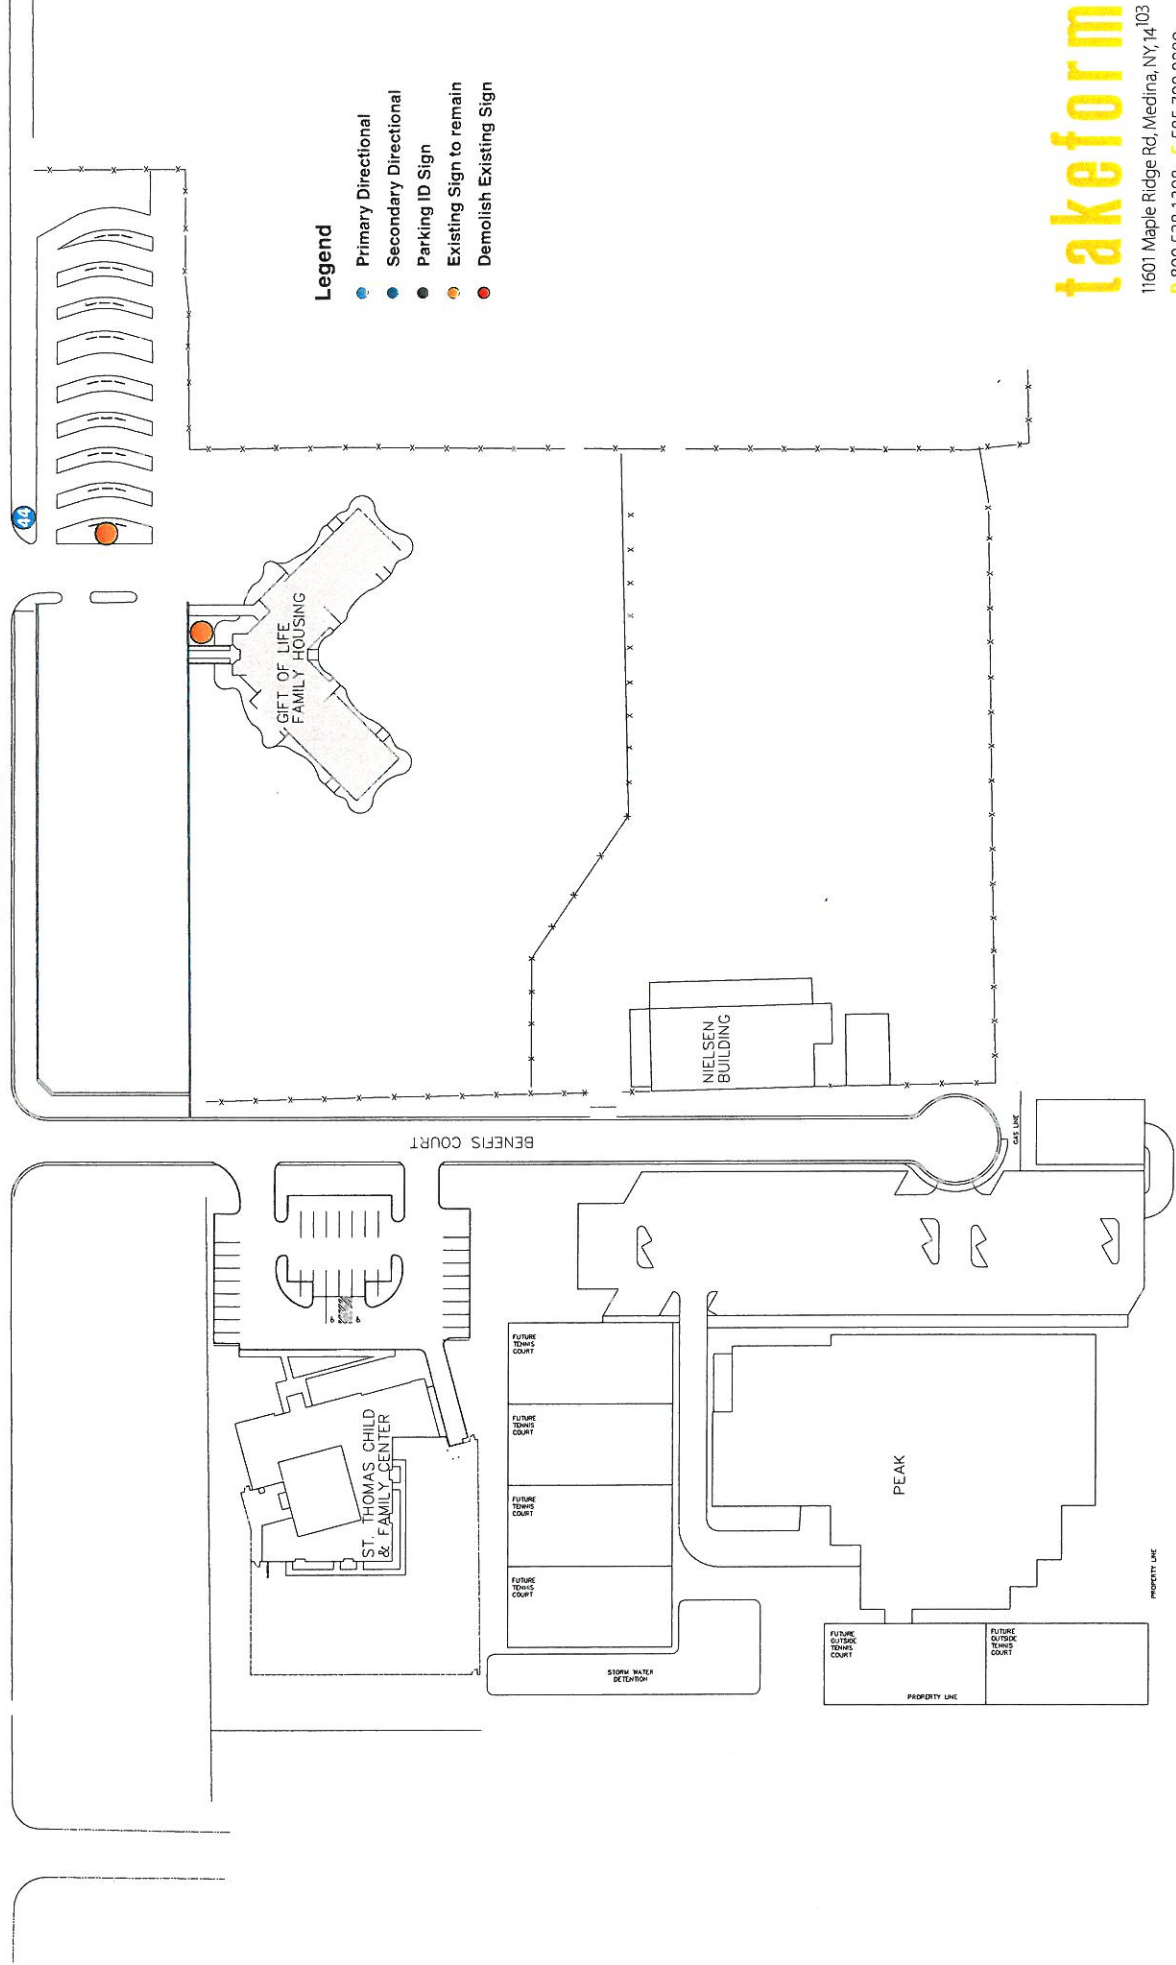 44
Legend
Primary Directional
Secondary Directional
Parking ID Sign
Existing Sign to remain
Demolish Existing Sign
GIFT OF LIFE
FAMILY HOUSING
NIELSEN
BUILDING
BENEFIS COURT
GAS LINE
ST. THOMAS CHILD
& FAMILY CENTER
FUTURE
TENNIS
COURT
FUTURE
TENNIS
COURT
FUTURE
TENNIS
COURT
FUTURE
TENNIS
COURT
STORM WATER
DETENTION
PEAK
FUTURE
OUTSIDE
TENNIS
COURT
FUTURE
OUTSIDE
TENNIS
COURT
PROPERTY LINE
PROPERTY LINE
takeform
11601 Maple Ridge Rd, Medina, NY, 14103